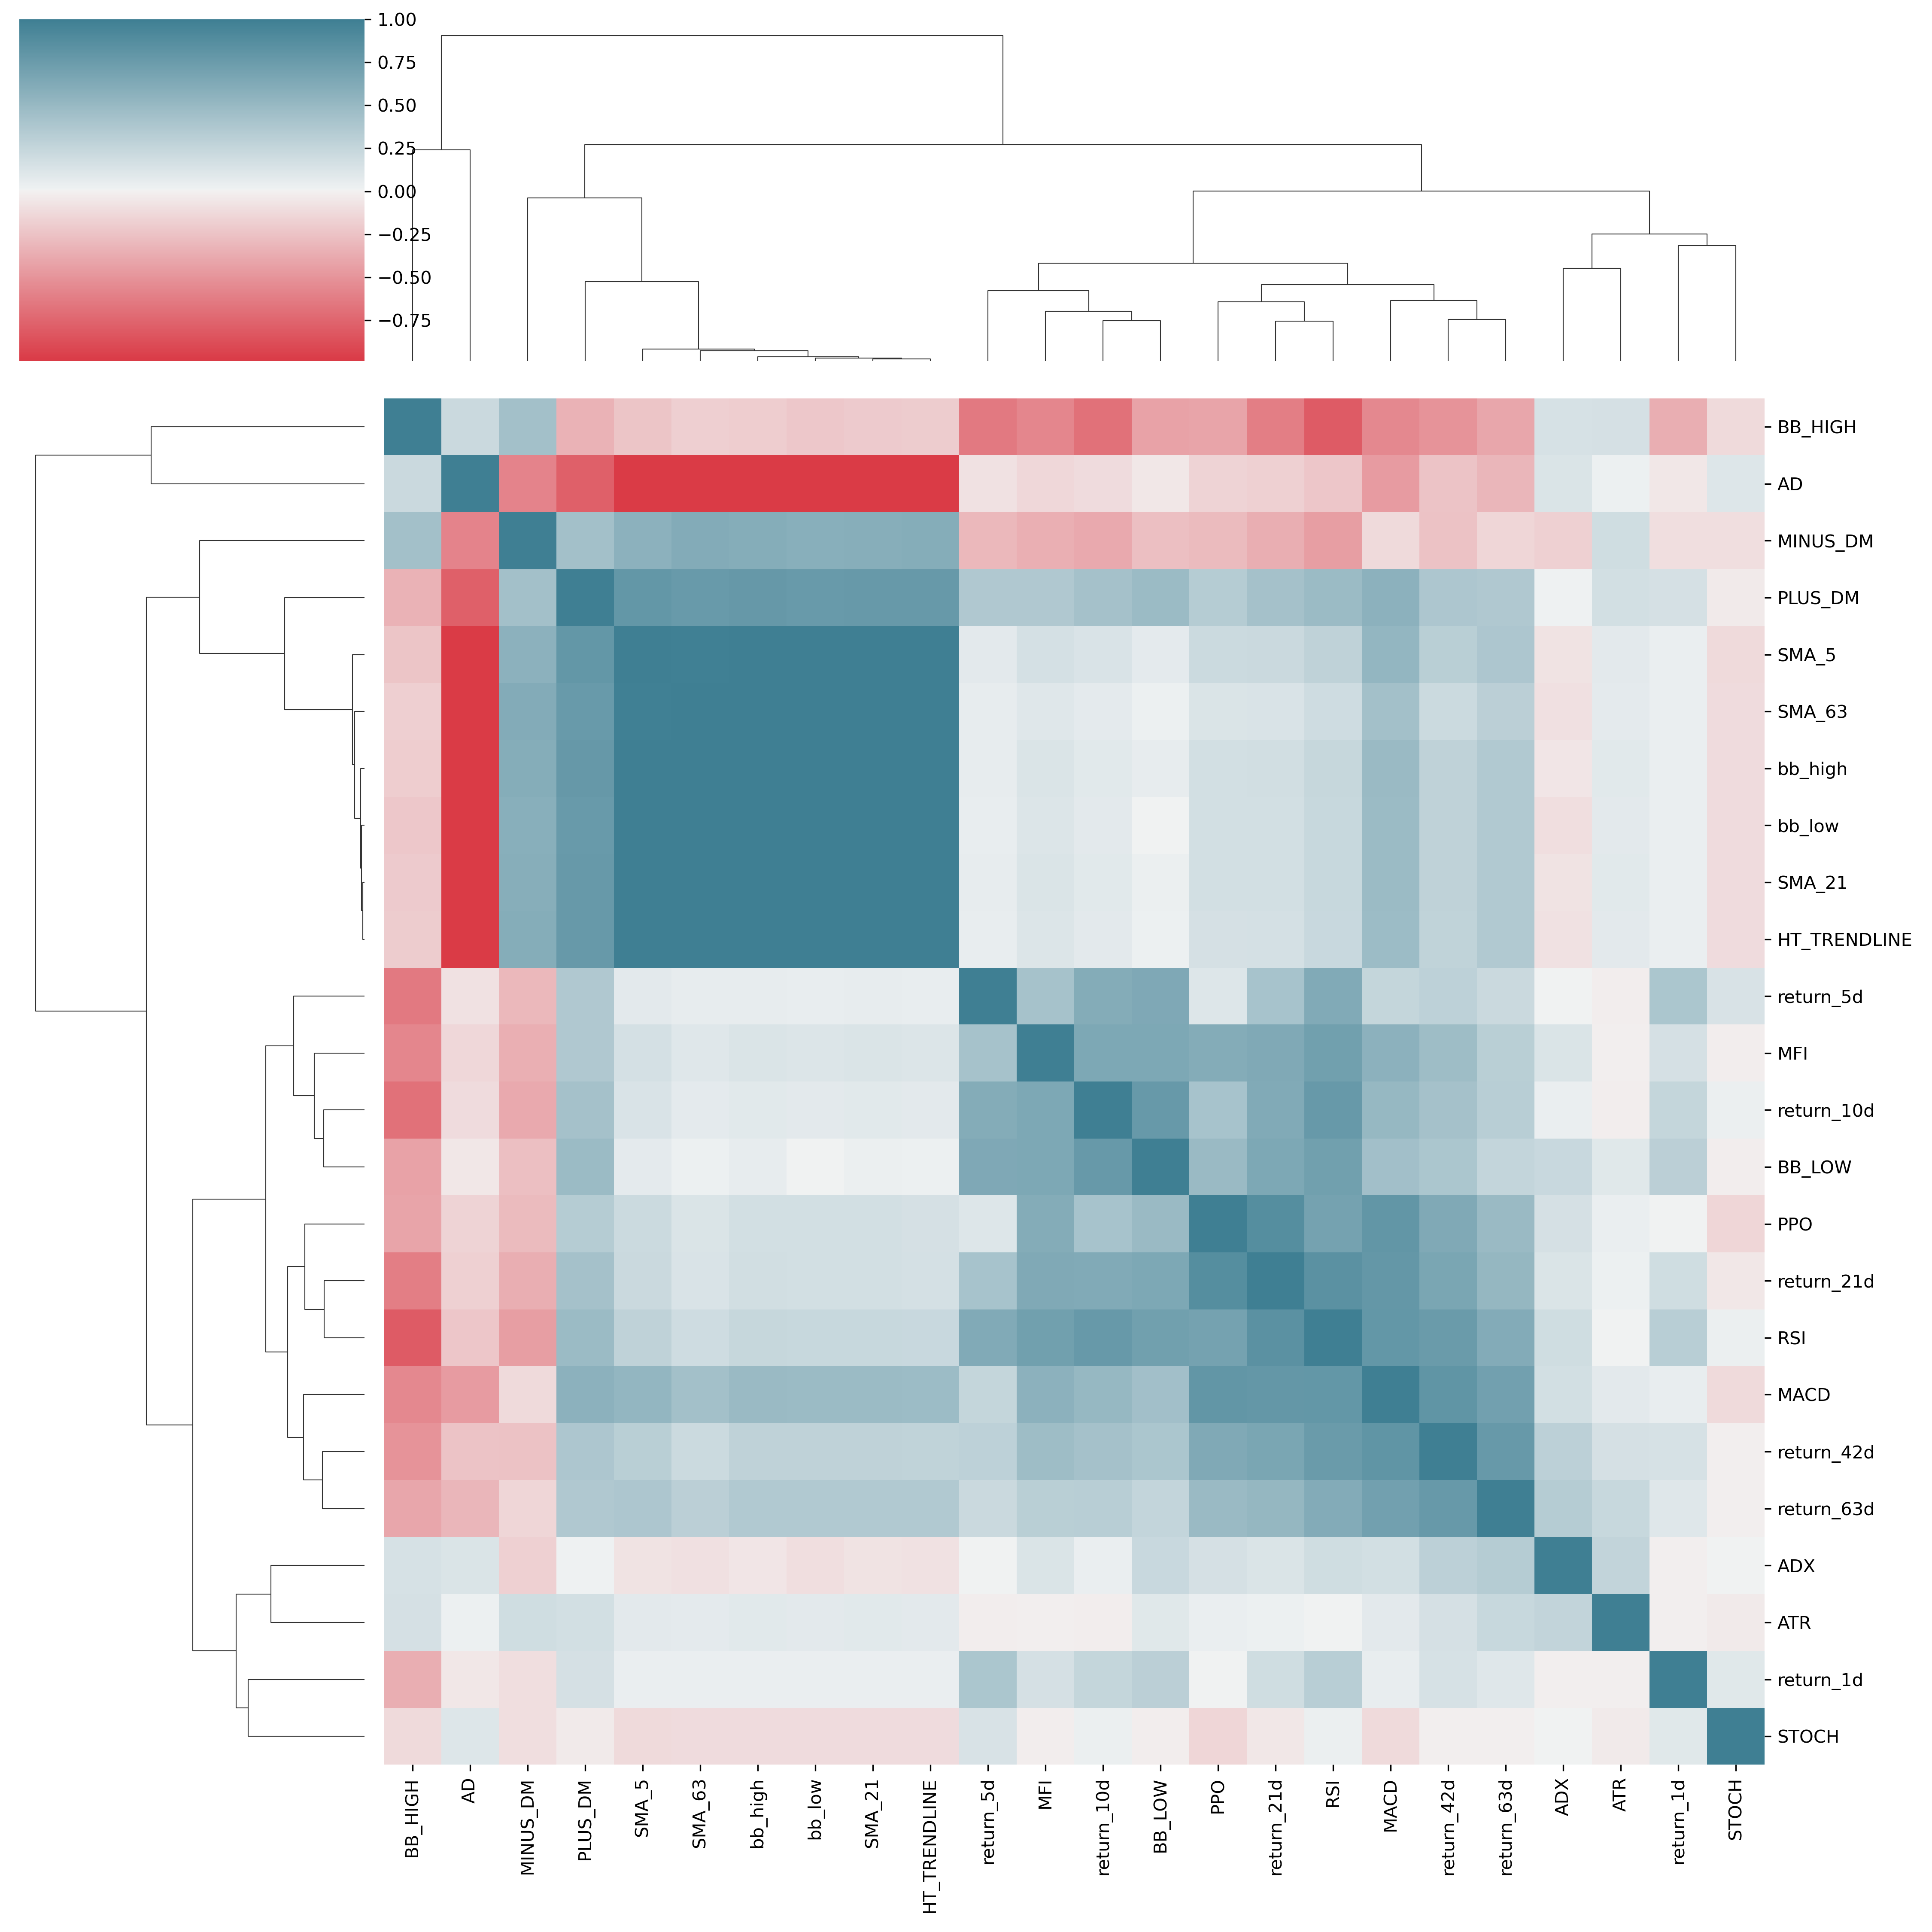 1.00
0.75
0.50
0.25
0.00
−0.25
−0.50
−0.75
BB_HIGH
AD
MINUS_DM
PLUS_DM
SMA_5
SMA_63
bb_high
bb_low
SMA_21
HT_TRENDLINE
return_5d
MFI
return_10d
BB_LOW
PPO
return_21d
RSI
MACD
return_42d
return_63d
ADX
ATR
return_1d
STOCH
BB_HIGH
AD
MINUS_DM
PLUS_DM
SMA_5
SMA_63
bb_high
bb_low
SMA_21
HT_TRENDLINE
return_5d
MFI
return_10d
BB_LOW
PPO
return_21d
RSI
MACD
return_42d
return_63d
ADX
ATR
return_1d
STOCH